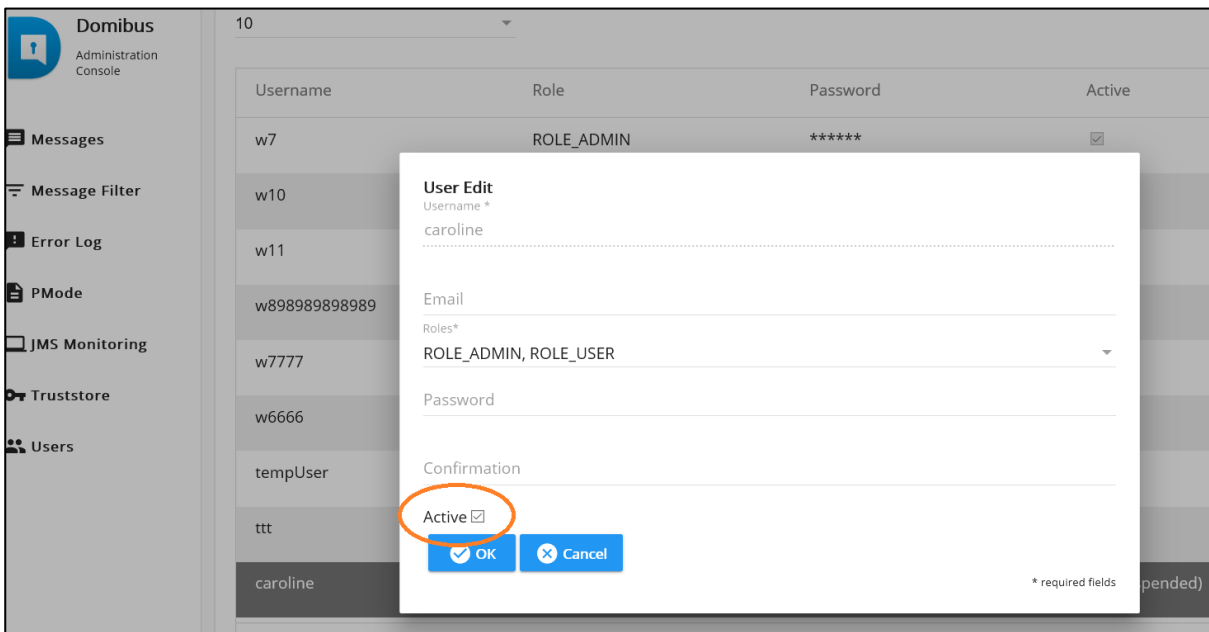 Domibus
Administration
Console
Messages
Message Filter
Error Log
PMode
JMS Monitoring
Truststore
Users
10
Username Role Password Active
w7 ROLE_ADMIN ******
w10
w11
w898989898989
w7777
w6666
tempUser
ttt
caroline pended)
User Edit
Username *
caroline
Email
Roles*
ROLE_ADMIN, ROLE_USER
Password
Confirmation
Active
OK Cancel
* required fields